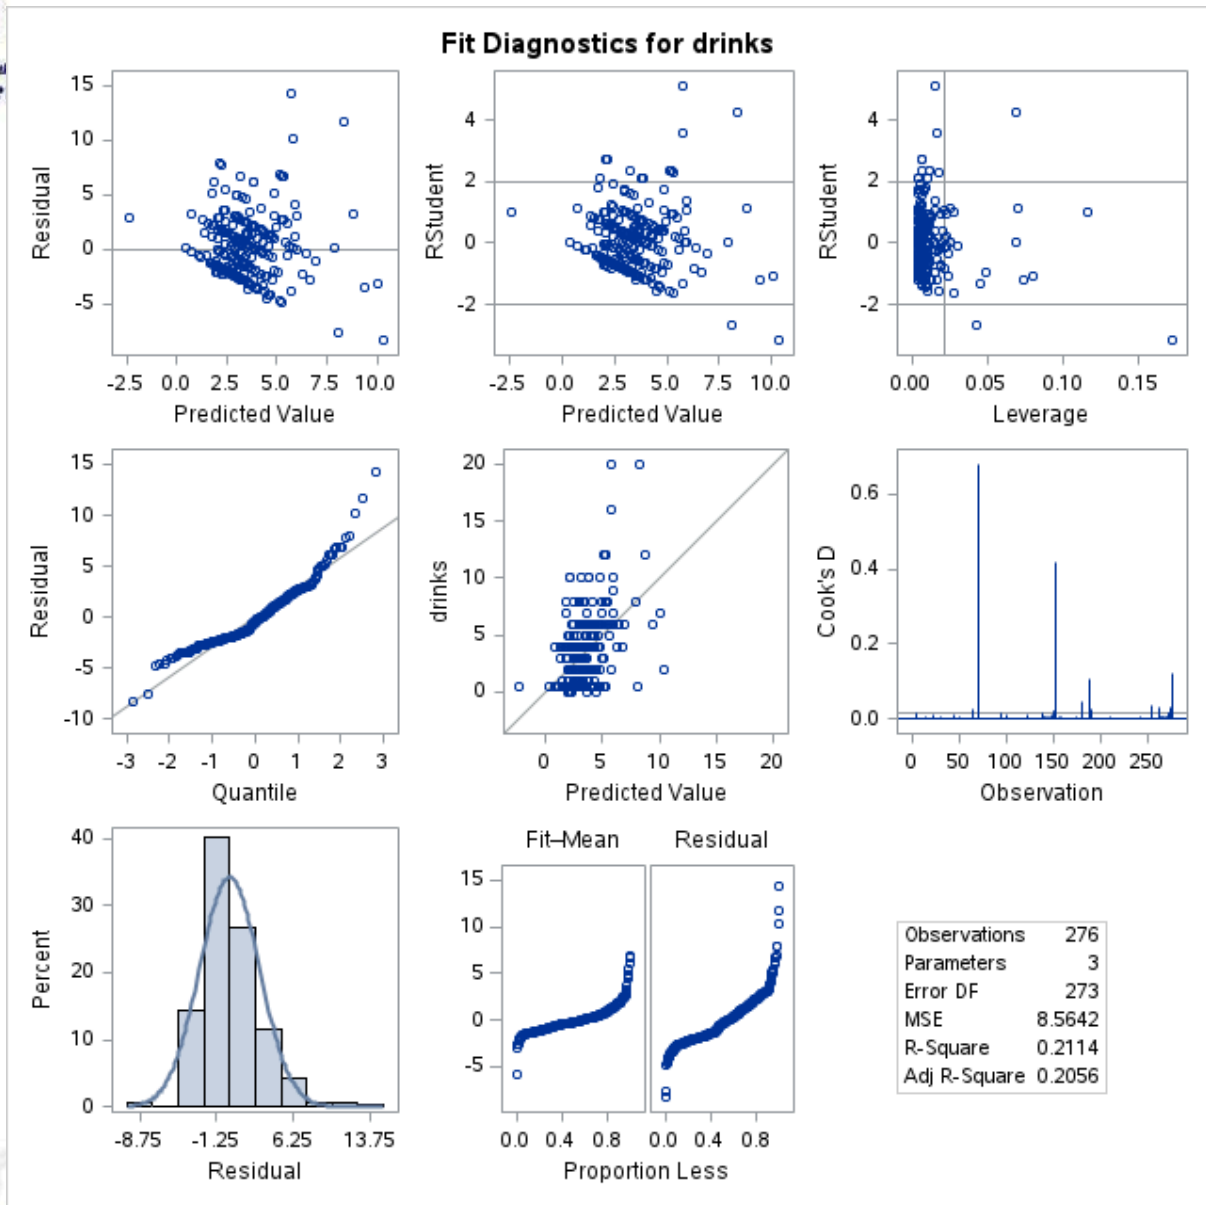 Fit Diagnostics for drinks
Residual
15
10
5
0
-5
-2.5 0.0 2.5 5.0 7.5 10.0
Predicted Value
RStudent
4
2
0
-2
-2.5 0.0 2.5 5.0 7.5 10.0
Predicted Value
RStudent
4
2
0
-2
0.00 0.05 0.10 0.15
Leverage
Residual
15
10
5
0
-5
-10
-3 -2 -1 0 1 2 3
Quantile
drinks
20
15
10
5
0
0 5 10 15 20
Predicted Value
Cook's D
0.6
0.4
0.2
0.0
0 50 100 150 200 250
Observation
Percent
40
30
20
10
0
-8.75 -1.25 6.25 13.75
Residual
Fit–Mean Residual
15
10
5
0
-5
0.0 0.4 0.8 0.0 0.4 0.8
Proportion Less
Observations 276
Parameters 3
Error DF 273
MSE 8.5642
R-Square 0.2114
Adj R-Square 0.2056